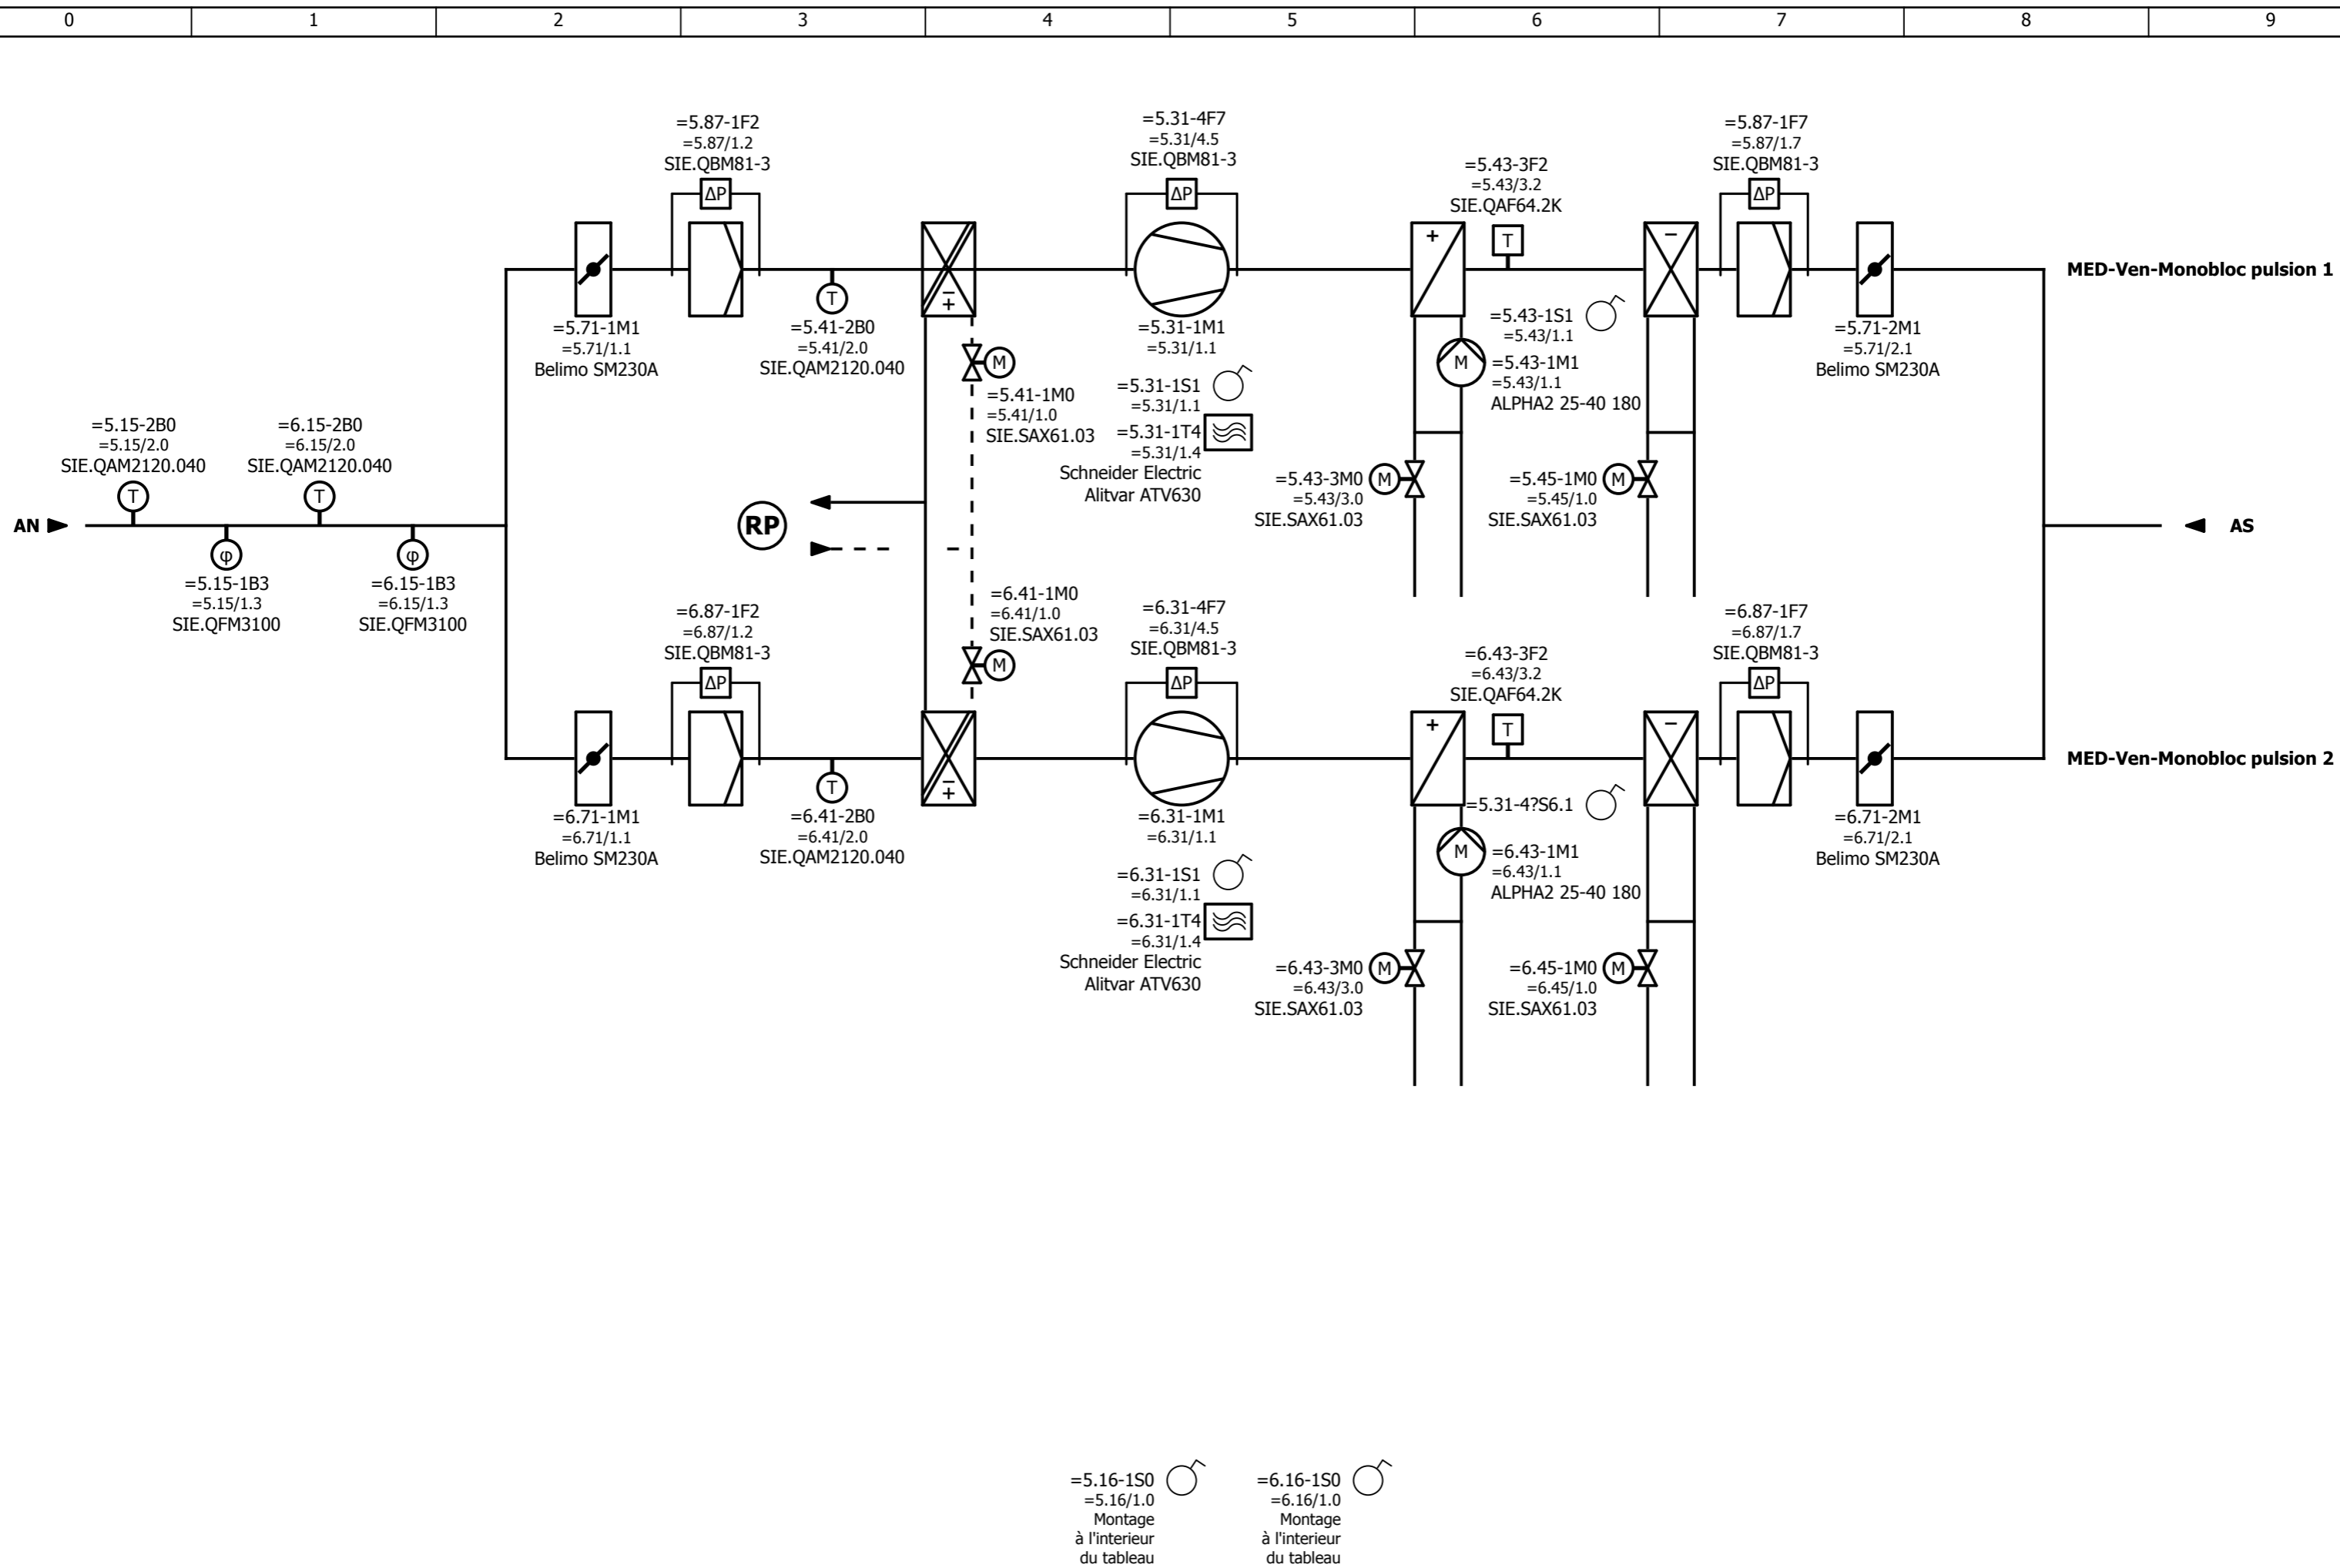 0 1 2 3 4 5 6 7 8 9
=5.87-1F2
=5.87/1.2
SIE.QBM81-3
ΔP
=5.31-4F7
=5.31/4.5
SIE.QBM81-3
ΔP
=5.43-3F2
=5.43/3.2
SIE.QAF64.2K
T
=5.87-1F7
=5.87/1.7
SIE.QBM81-3
ΔP
+
−
−
+
MED-Ven-Monobloc pulsion 1
=5.71-1M1
=5.71/1.1
Belimo SM230A
T
=5.41-2B0
=5.41/2.0
SIE.QAM2120.040
M
=5.41-1M0
=5.41/1.0
SIE.SAX61.03
=5.31-1M1
=5.31/1.1
=5.31-1S1
=5.31/1.1
=5.31-1T4
=5.31/1.4
Schneider Electric
Alitvar ATV630
=5.43-1S1
=5.43/1.1
M
=5.43-1M1
=5.43/1.1
ALPHA2 25-40 180
=5.43-3M0
M
=5.43/3.0
SIE.SAX61.03
=5.45-1M0
M
=5.45/1.0
SIE.SAX61.03
=5.71-2M1
=5.71/2.1
Belimo SM230A
=5.15-2B0
=5.15/2.0
SIE.QAM2120.040
T
=6.15-2B0
=6.15/2.0
SIE.QAM2120.040
T
AN
φ
=5.15-1B3
=5.15/1.3
SIE.QFM3100
φ
=6.15-1B3
=6.15/1.3
SIE.QFM3100
RP
AS
=6.87-1F2
=6.87/1.2
SIE.QBM81-3
ΔP
=6.41-1M0
=6.41/1.0
SIE.SAX61.03
M
=6.31-4F7
=6.31/4.5
SIE.QBM81-3
ΔP
=6.43-3F2
=6.43/3.2
SIE.QAF64.2K
T
=6.87-1F7
=6.87/1.7
SIE.QBM81-3
ΔP
+
−
−
+
MED-Ven-Monobloc pulsion 2
=6.71-1M1
=6.71/1.1
Belimo SM230A
T
=6.41-2B0
=6.41/2.0
SIE.QAM2120.040
=6.31-1M1
=6.31/1.1
=6.31-1S1
=6.31/1.1
=6.31-1T4
=6.31/1.4
Schneider Electric
Alitvar ATV630
=5.31-4?S6.1
M
=6.43-1M1
=6.43/1.1
ALPHA2 25-40 180
=6.43-3M0
M
=6.43/3.0
SIE.SAX61.03
=6.45-1M0
M
=6.45/1.0
SIE.SAX61.03
=6.71-2M1
=6.71/2.1
Belimo SM230A
=5.16-1S0
=5.16/1.0
Montage
à l'interieur
du tableau
=6.16-1S0
=6.16/1.0
Montage
à l'interieur
du tableau